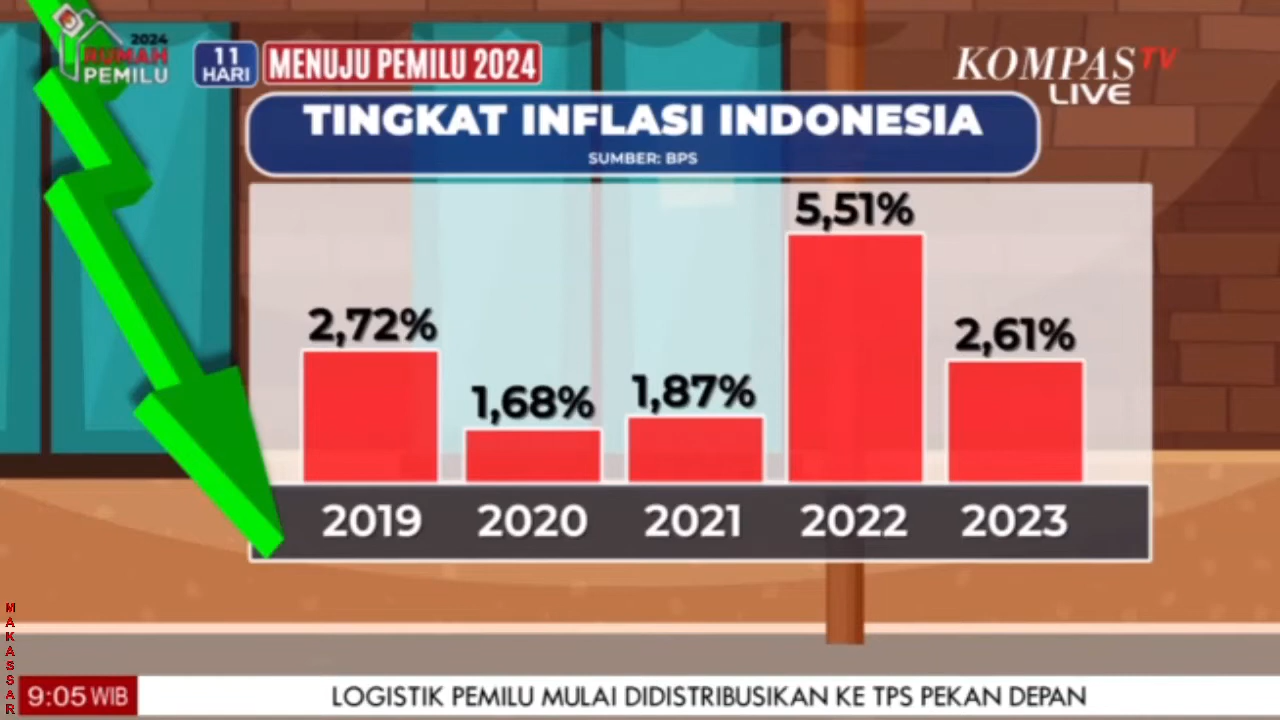 2024
RUMAH
PEMILU
11
HARI
MENUJU PEMILU 2024
KOMPAS TV
LIVE
TINGKAT INFLASI INDONESIA
SUMBER: BPS
5,51%
2,72%
2,61%
1,68%
1,87%
2019
2020
2021
2022
2023
MAKASSAR
9:05 WIB
LOGISTIK PEMILU MULAI DIDISTRIBUSIKAN KE TPS PEKAN DEPAN